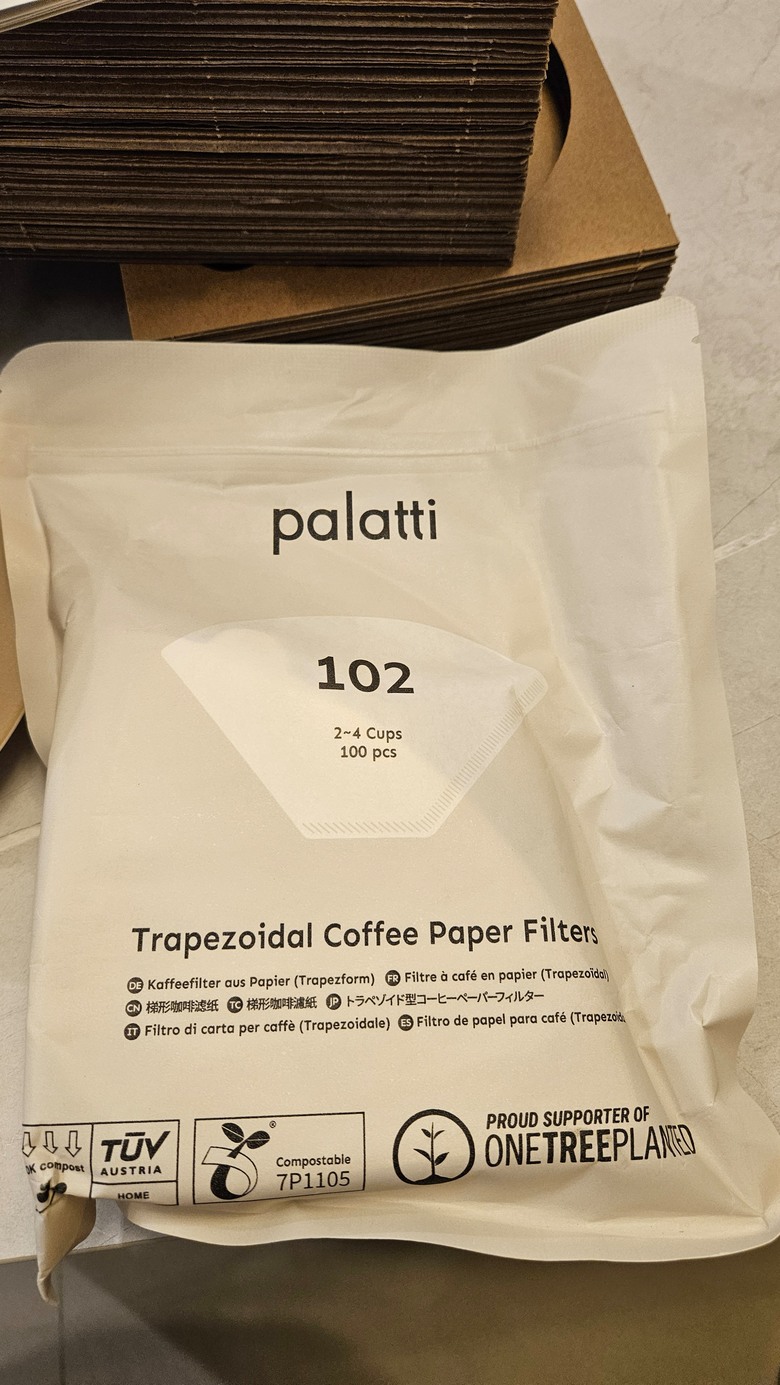 palatti
102
2~4 Cups
100 pcs
Trapezoidal Coffee Paper Filters
DE Kaffeefilter aus Papier (Trapezform) FR Filtre à café en papier (Trapezoïdal)
CN 梯形咖啡滤纸 TC 梯形咖啡濾紙 JP トラペゾイド型コーヒーペーパーフィルター
IT Filtro di carta per caffè (Trapezoidale) ES Filtro de papel para café
OK compost
TÜV
AUSTRIA
HOME
®
Compostable
7P1105
PROUD SUPPORTER OF
ONETREEPLANTED